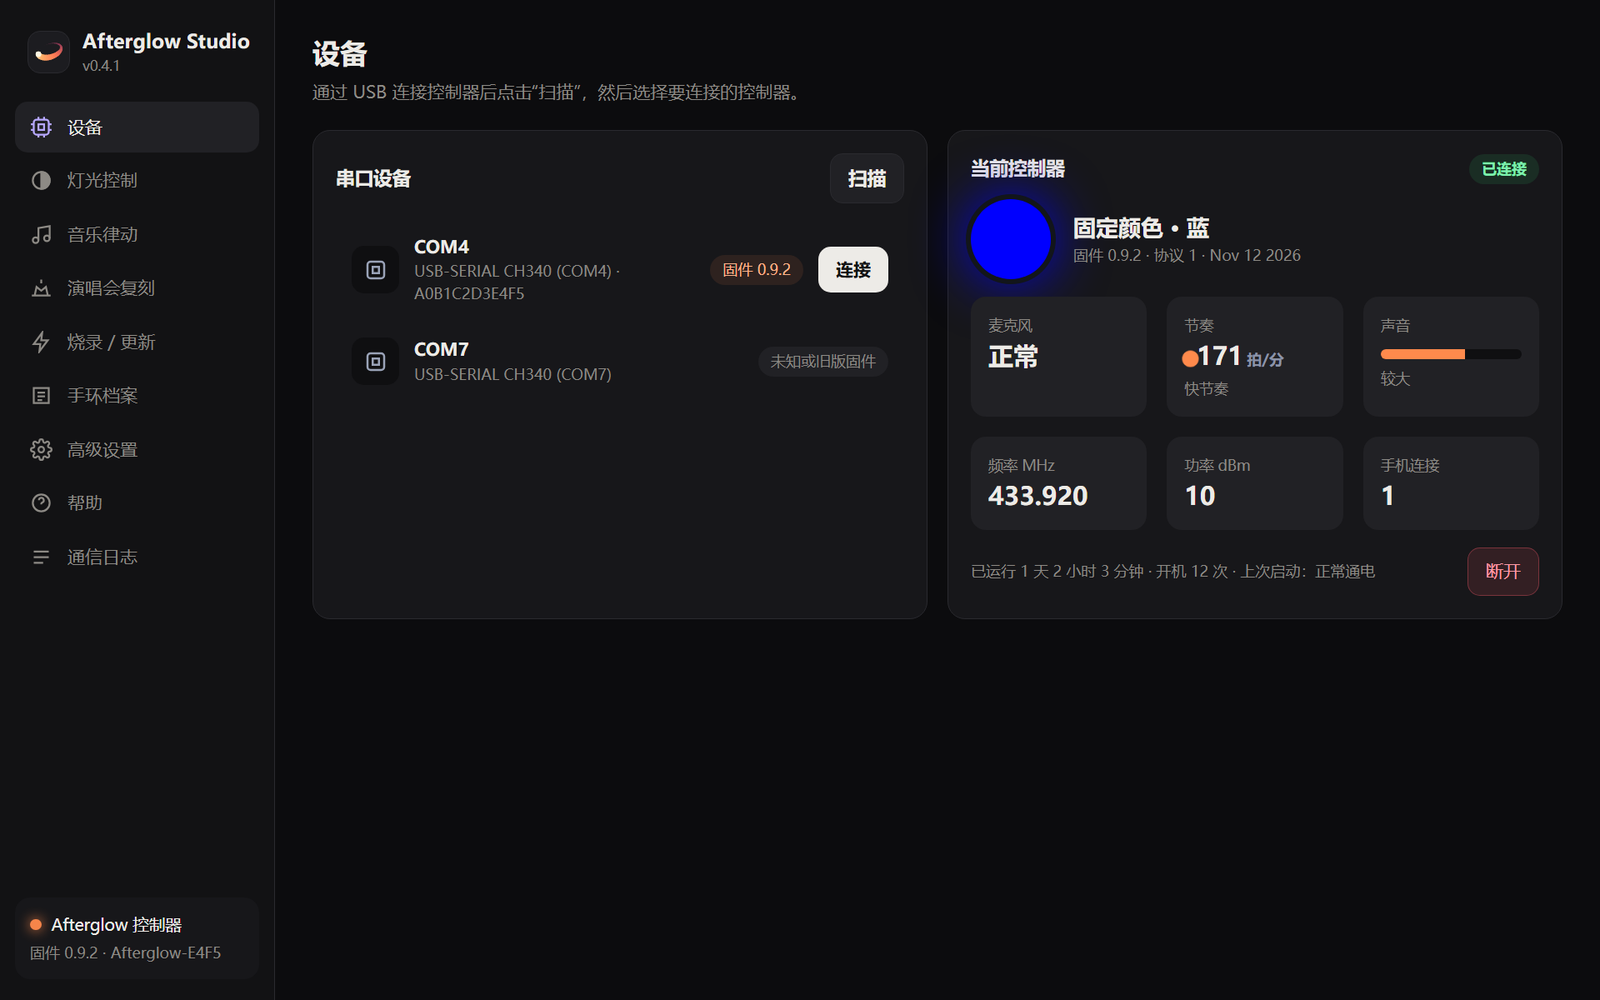 Afterglow Studio
v0.4.1
设备
灯光控制
音乐律动
演唱会复刻
烧录 / 更新
手环档案
高级设置
帮助
通信日志
Afterglow 控制器
固件 0.9.2 · Afterglow-E4F5
设备
通过 USB 连接控制器后点击“扫描”，然后选择要连接的控制器。
串口设备
扫描
COM4
USB-SERIAL CH340 (COM4) ·
A0B1C2D3E4F5
固件 0.9.2
连接
COM7
USB-SERIAL CH340 (COM7)
未知或旧版固件
当前控制器
已连接
固定颜色 • 蓝
固件 0.9.2 · 协议 1 · Nov 12 2026
麦克风
正常
节奏
171 拍/分
快节奏
声音
较大
频率 MHz
433.920
功率 dBm
10
手机连接
1
已运行 1 天 2 小时 3 分钟 · 开机 12 次 · 上次启动：正常通电
断开